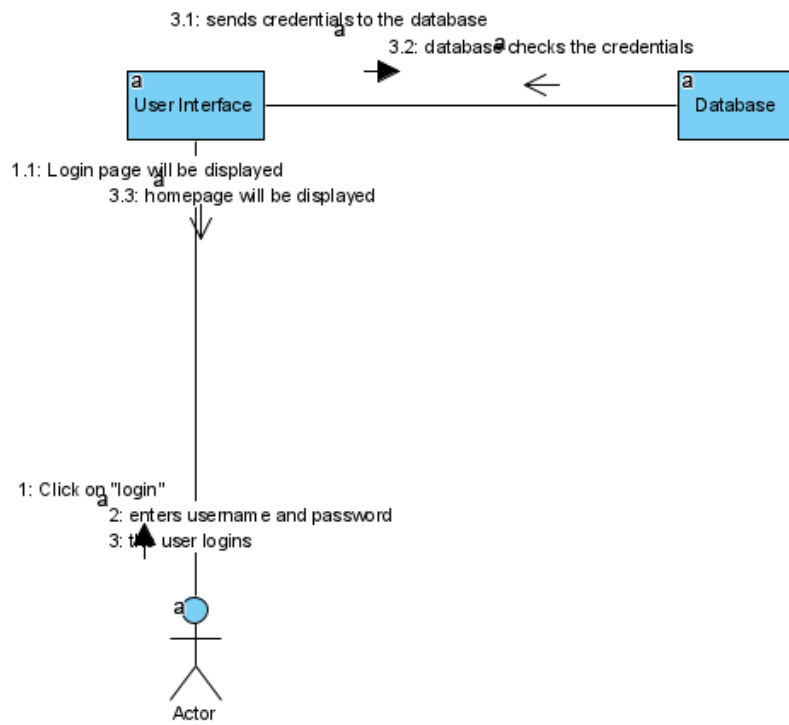 3.1: sends credentials to the database
a
3.2: database checks the credentials
a
a
User Interface
a
Database
1.1: Login page will be displayed
a
3.3: homepage will be displayed
1: Click on "login"
a
2: enters username and password
3: the user logins
a
Actor